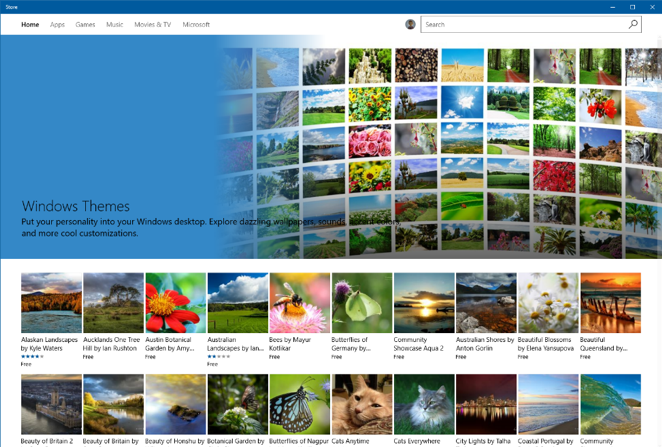 Store
Home Apps Games Music Movies & TV Microsoft
Search
Windows Themes
Put your personality into your Windows desktop. Explore dazzling wallpapers, sounds, accent colors,
and more cool customizations.
Alaskan Landscapes
by Kyle Waters
Free
Aucklands One Tree
Hill by Ian Rushton
Free
Austin Botanical
Garden by Amy...
Free
Australian
Landscapes by Ian...
Free
Bees by Mayur
Kotlikar
Free
Butterflies of
Germany by...
Free
Community
Showcase Aqua 2
Free
Australian Shores by
Anton Gorlin
Free
Beautiful Blossoms
by Elena Yansupova
Free
Beautiful
Queensland by...
Free
Beauty of Britain 2
Beauty of Britain by
Beauty of Honshu by
Botanical Garden by
Butterflies of Nagpur
Cats Anytime
Cats Everywhere
City Lights by Talha
Coastal Portugal by
Community